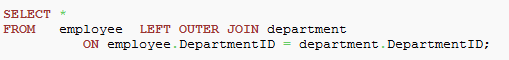 SELECT *
FROM   employee  LEFT OUTER JOIN department
          ON employee.DepartmentID = department.DepartmentID;